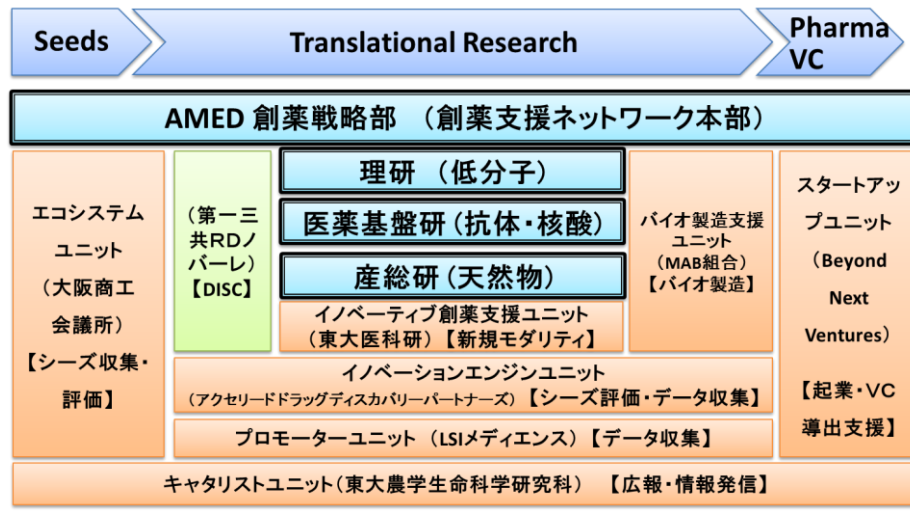 Seeds
Translational Research
Pharma
VC
AMED 創薬戦略部 （創薬支援ネットワーク本部）
エコシステム
ユニット
（大阪商工
会議所）
【シーズ収集・
評価】
（第一三
共RDノ
バーレ）
【DISC】
理研 （低分子）
医薬基盤研（抗体・核酸）
産総研（天然物）
イノベーティブ創薬支援ユニット
（東大医科研）【新規モダリティ】
バイオ製造支援
ユニット
（MAB組合）
【バイオ製造】
スタートアッ
プユニット
（Beyond
Next
Ventures）
【起業・VC
導出支援】
イノベーションエンジンユニット
（アクセリードドラッグディスカバリーパートナーズ）【シーズ評価・データ収集】
プロモーターユニット （LSIメディエンス）【データ収集】
キャタリストユニット（東大農学生命科学研究科） 【広報・情報発信】